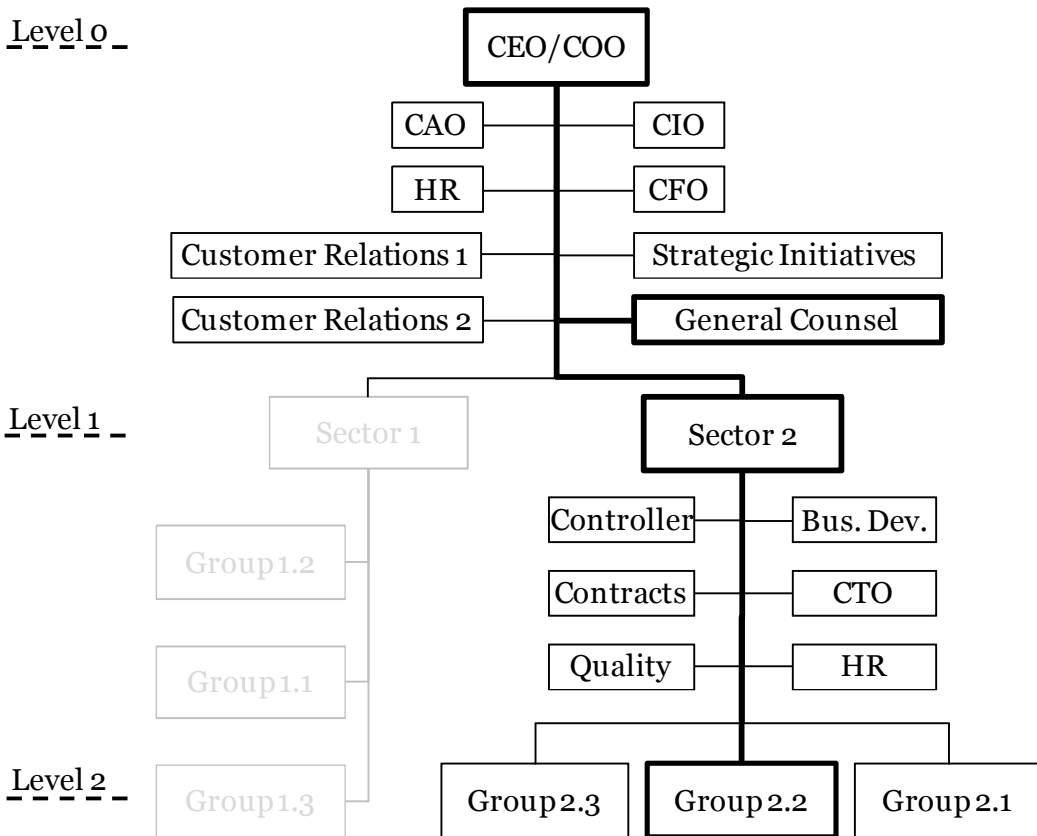 Level 0
CEO/COO
CAO
CIO
HR
CFO
Customer Relations 1
Strategic Initiatives
Customer Relations 2
General Counsel
Level 1
Sector 1
Sector 2
Controller
Bus. Dev.
Group 1.2
Contracts
CTO
Group 1.1
Quality
HR
Level 2
Group 1.3
Group 2.3
Group 2.2
Group 2.1